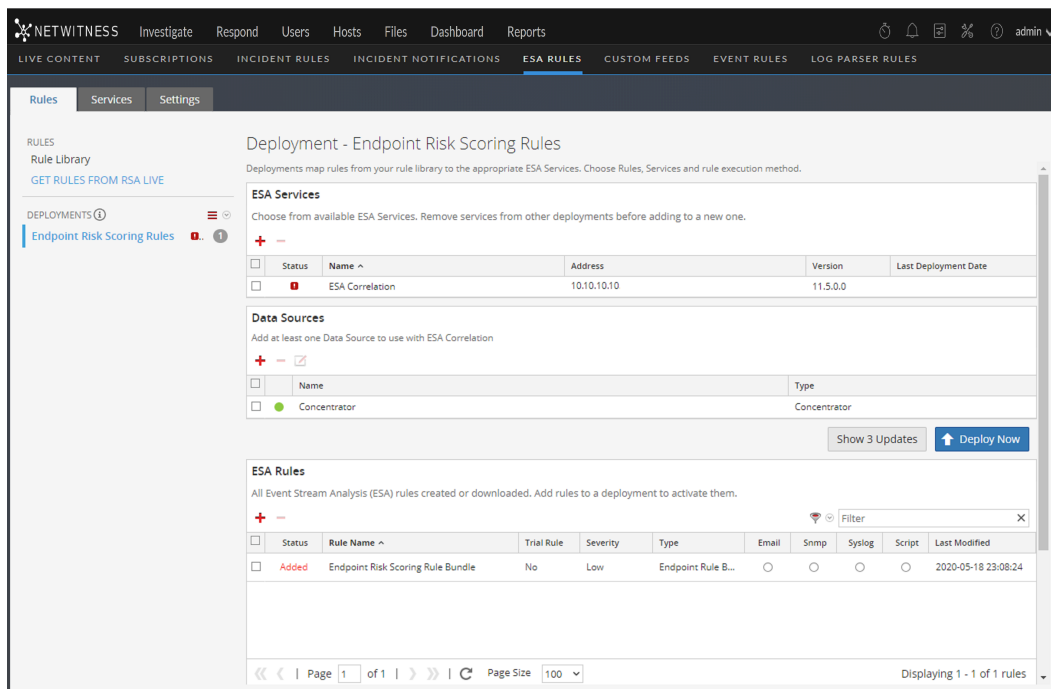 NETWITNESS Investigate Respond Users Hosts Files Dashboard Reports admin
LIVE CONTENT SUBSCRIPTIONS INCIDENT RULES INCIDENT NOTIFICATIONS ESA RULES CUSTOM FEEDS EVENT RULES LOG PARSER RULES
Rules Services Settings
RULES
Rule Library
GET RULES FROM RSA LIVE
DEPLOYMENTS
Endpoint Risk Scoring Rules .. 1
Deployment - Endpoint Risk Scoring Rules
Deployments map rules from your rule library to the appropriate ESA Services. Choose Rules, Services and rule execution method.
ESA Services
Choose from available ESA Services. Remove services from other deployments before adding to a new one.
Status Name Address Version Last Deployment Date
ESA Correlation 10.10.10.10 11.5.0.0
Data Sources
Add at least one Data Source to use with ESA Correlation
Name Type
Concentrator Concentrator
Show 3 Updates Deploy Now
ESA Rules
All Event Stream Analysis (ESA) rules created or downloaded. Add rules to a deployment to activate them.
Filter
Status Rule Name Trial Rule Severity Type Email Snmp Syslog Script Last Modified
Added Endpoint Risk Scoring Rule Bundle No Low Endpoint Rule B... 2020-05-18 23:08:24
Page 1 of 1 Page Size 100 Displaying 1 - 1 of 1 rules